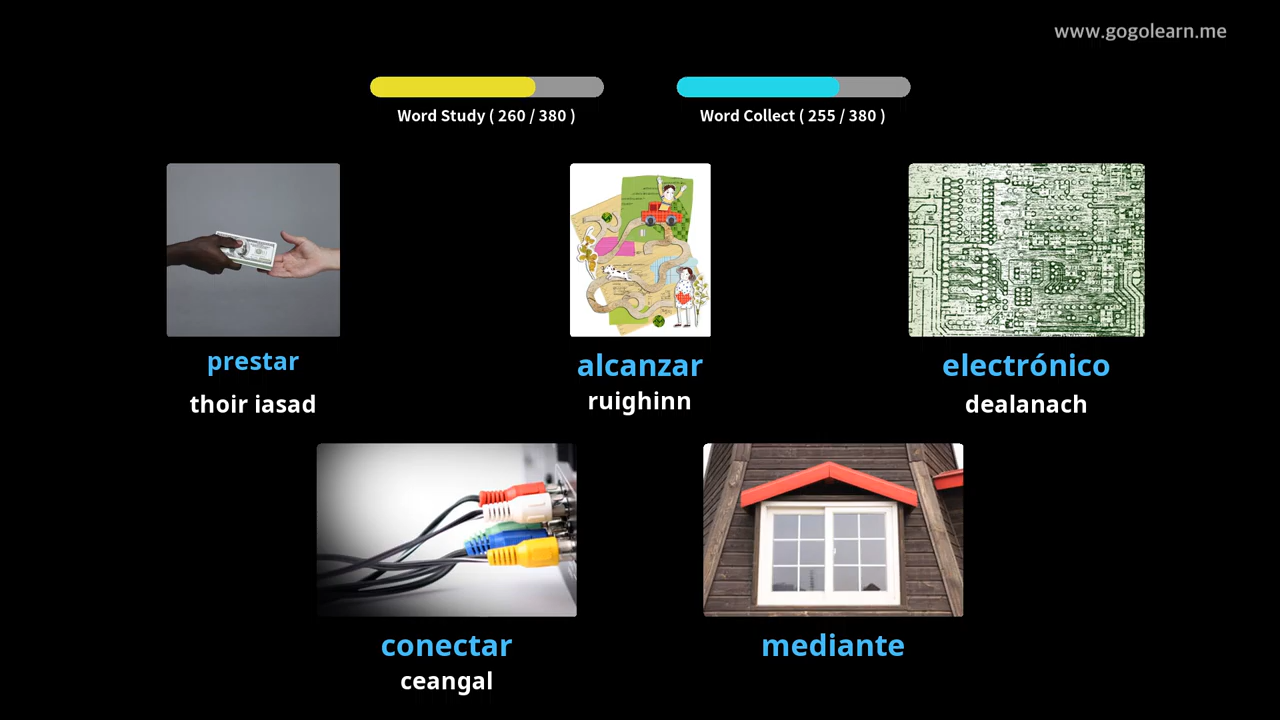 www.gogolearn.me
Word Study ( 260 / 380 )
Word Collect ( 255 / 380 )
prestar
thoir iasad
alcanzar
ruighinn
electrónico
dealanach
conectar
ceangal
mediante